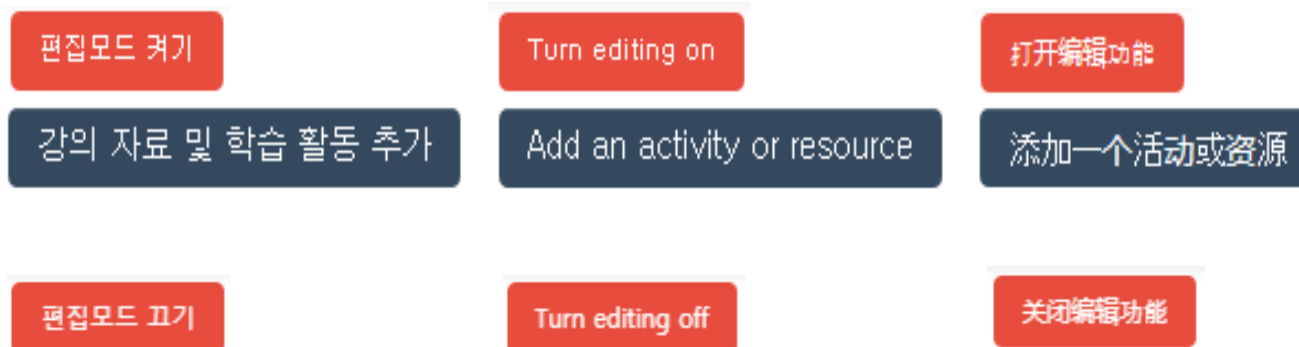 편집모드 켜기 Turn editing on 打开编辑功能
강의 자료 및 학습 활동 추가 Add an activity or resource 添加一个活动或资源
편집모드 끄기 Turn editing off 关闭编辑功能